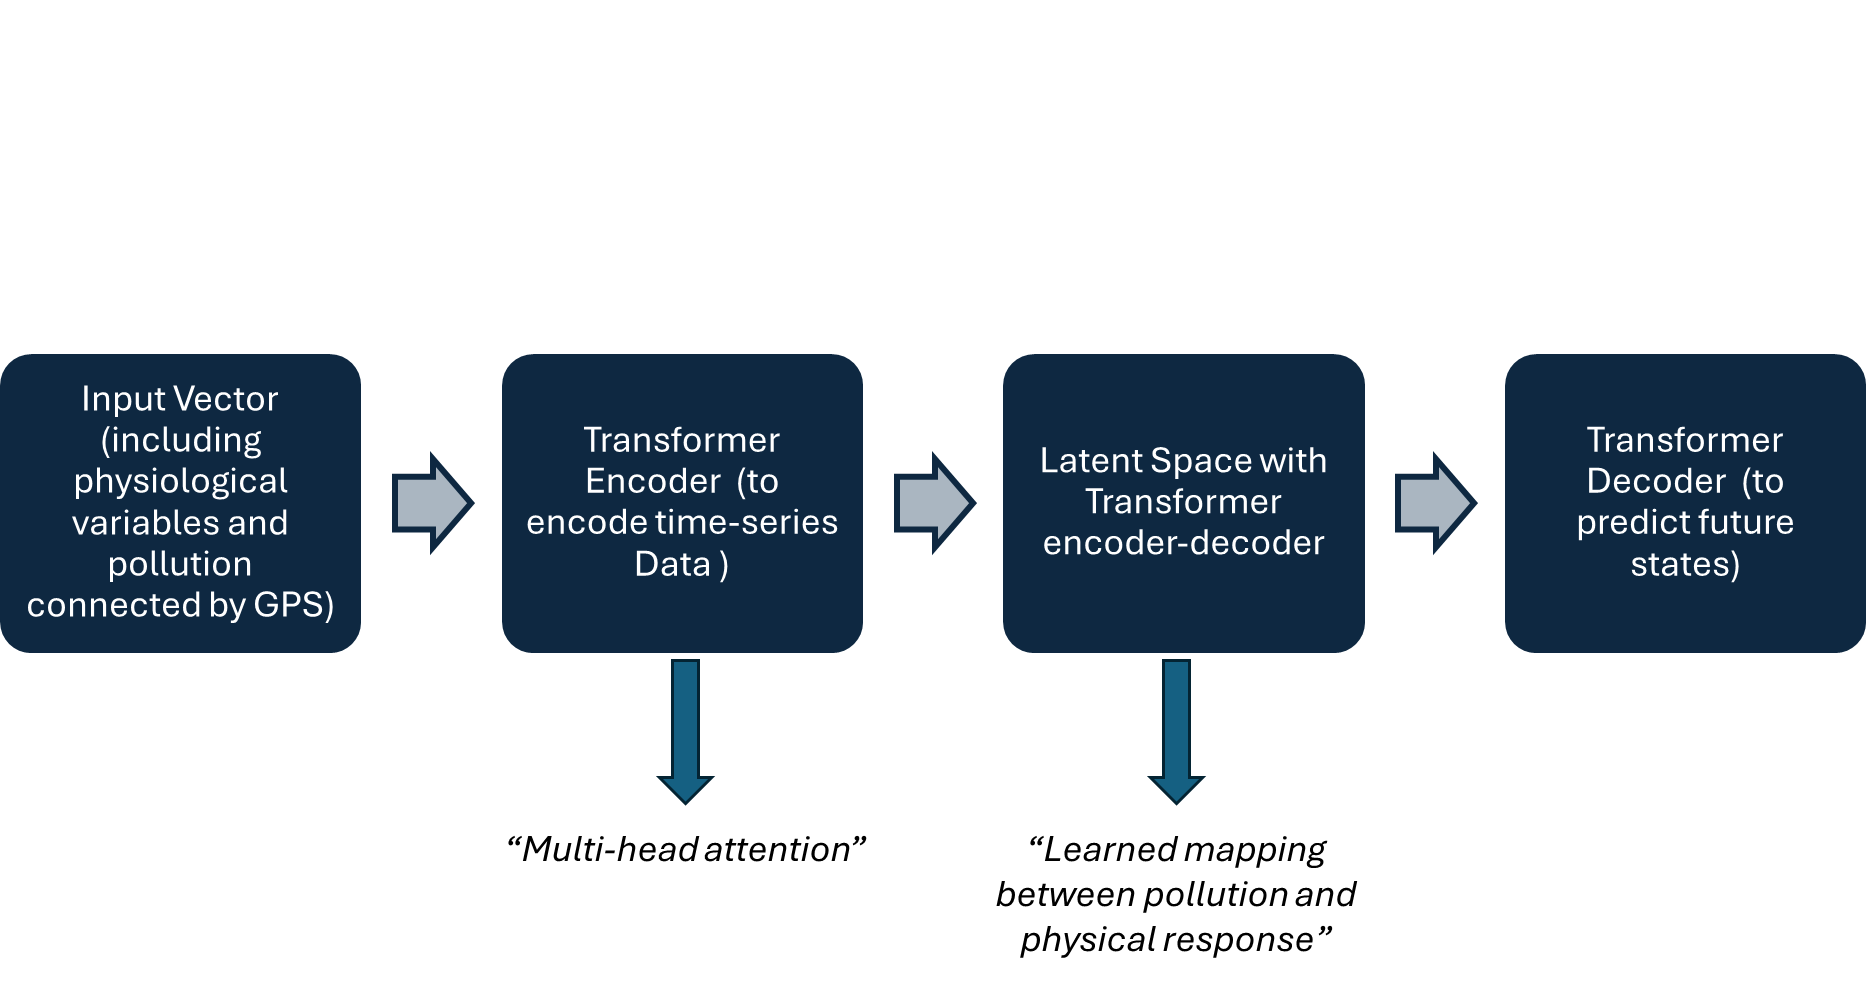 Input Vector
(including
physiological
variables and
pollution
connected by GPS)
Transformer
Encoder (to
encode time-series
Data )
Latent Space with
Transformer
encoder-decoder
Transformer
Decoder (to
predict future
states)
“Multi-head attention”
“Learned mapping
between pollution and
physical response”